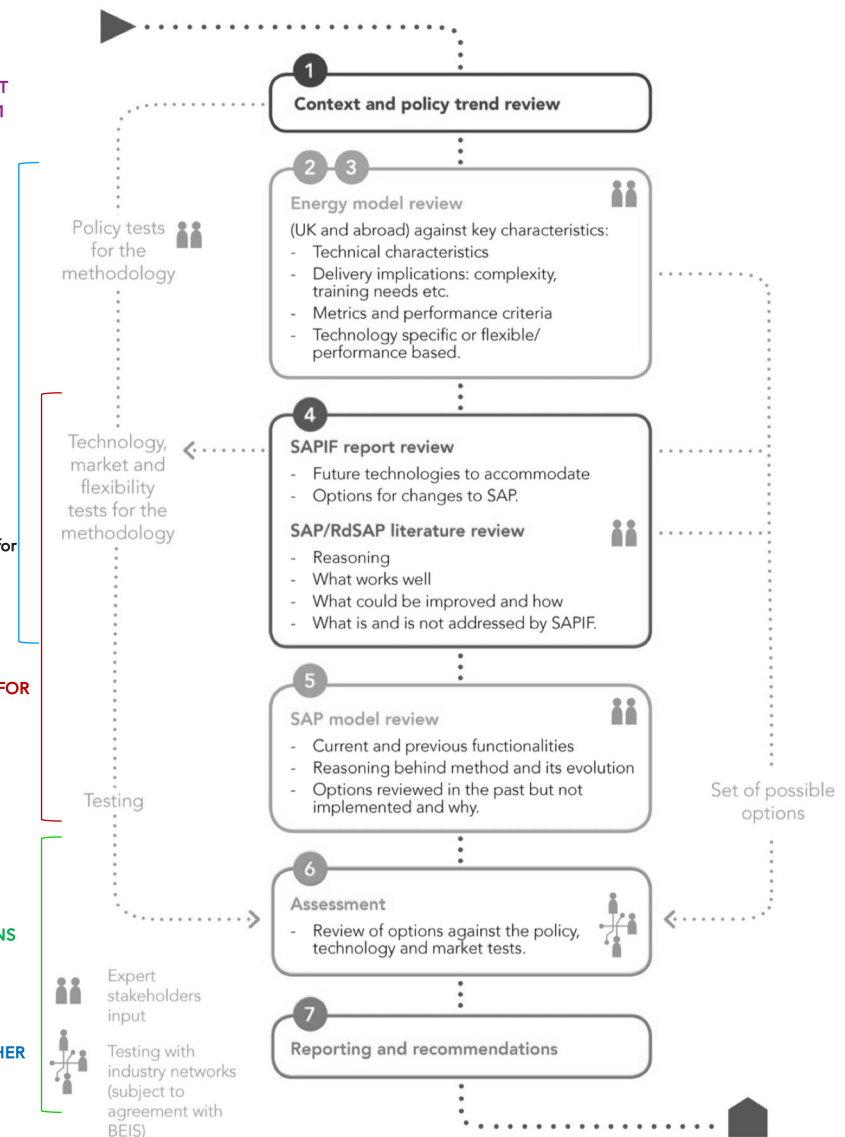 1
Context and policy trend review
T
M
2 3
Energy model review
(UK and abroad) against key characteristics:
- Technical characteristics
- Delivery implications: complexity,
training needs etc.
- Metrics and performance criteria
- Technology specific or flexible/
performance based.
Policy tests
for the
methodology
4
SAPIF report review
- Future technologies to accommodate
- Options for changes to SAP.
SAP/RdSAP literature review
- Reasoning
- What works well
- What could be improved and how
- What is and is not addressed by SAPIF.
Technology,
market and
flexibility
tests for the
methodology
for
FOR
5
SAP model review
- Current and previous functionalities
- Reasoning behind method and its evolution
- Options reviewed in the past but not
implemented and why.
Testing
Set of possible
options
6
Assessment
- Review of options against the policy,
technology and market tests.
NS
Expert
stakeholders
input
7
Reporting and recommendations
HER
Testing with
industry networks
(subject to
agreement with
BEIS)